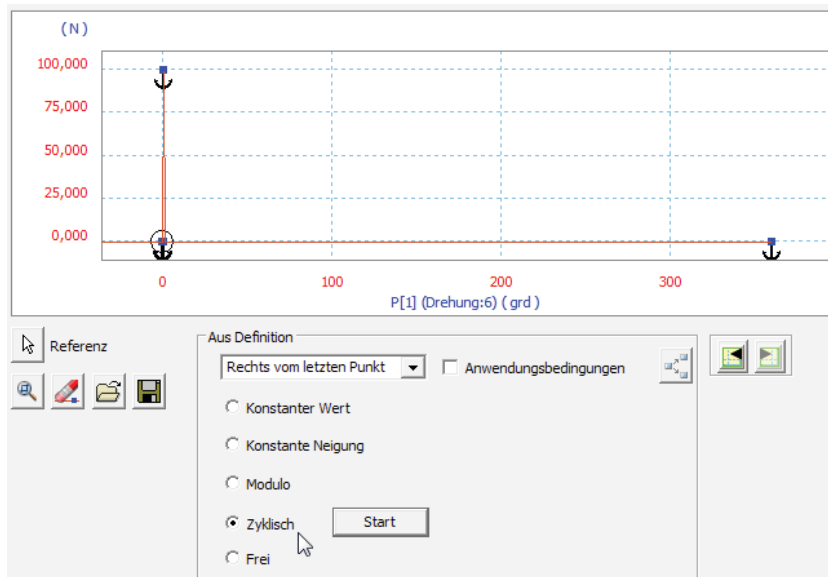 (N)
100,000
75,000
50,000
25,000
0,000
0 100 200 300
P[1] (Drehung:6) ( grd )
Referenz
Aus Definition
Rechts vom letzten Punkt
Anwendungsbedingungen
Konstanter Wert
Konstante Neigung
Modulo
Zyklisch Start
Frei